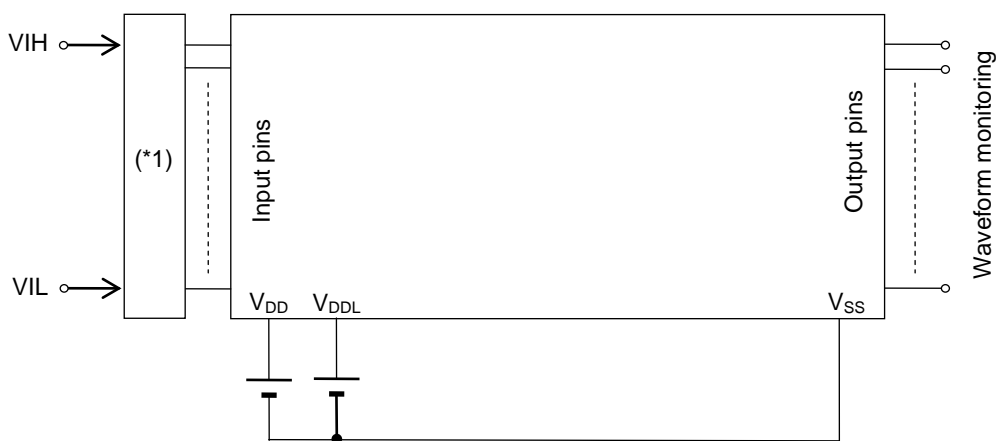 VIH
(*1)
VIL
Input pins
Output pins
Waveform monitoring
VDD
VDDL
VSS